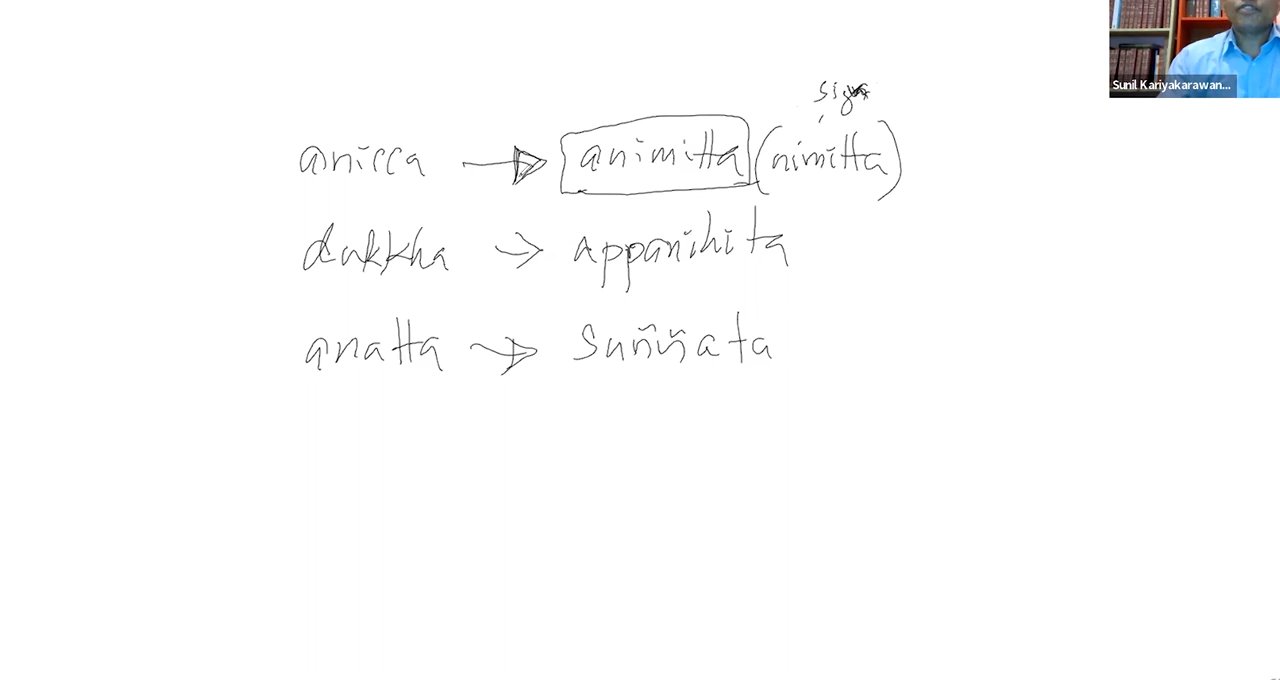 Sunil Kariyakarawan...
sign
anicca → animitta (nimitta)
dukkha → appanihita
anatta → suññata